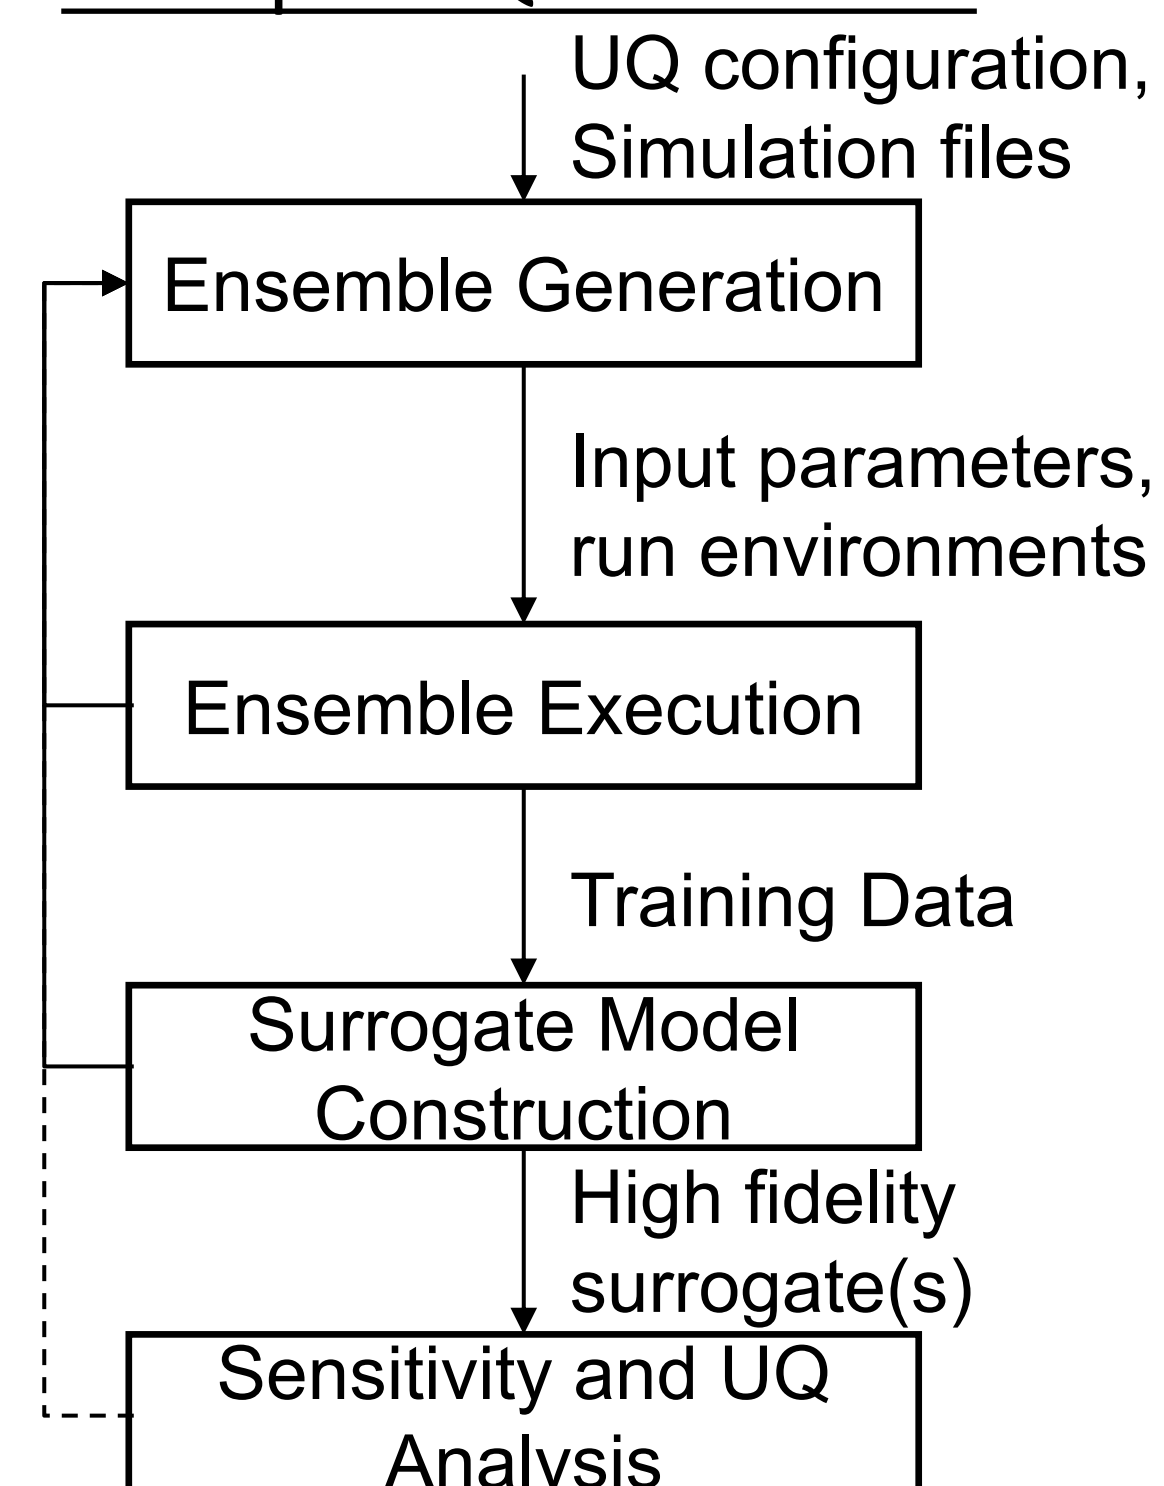 UQ configuration,
Simulation files
Ensemble Generation
Input parameters,
run environments
Ensemble Execution
Training Data
Surrogate Model
Construction
High fidelity
surrogate(s)
Sensitivity and UQ
Analysis